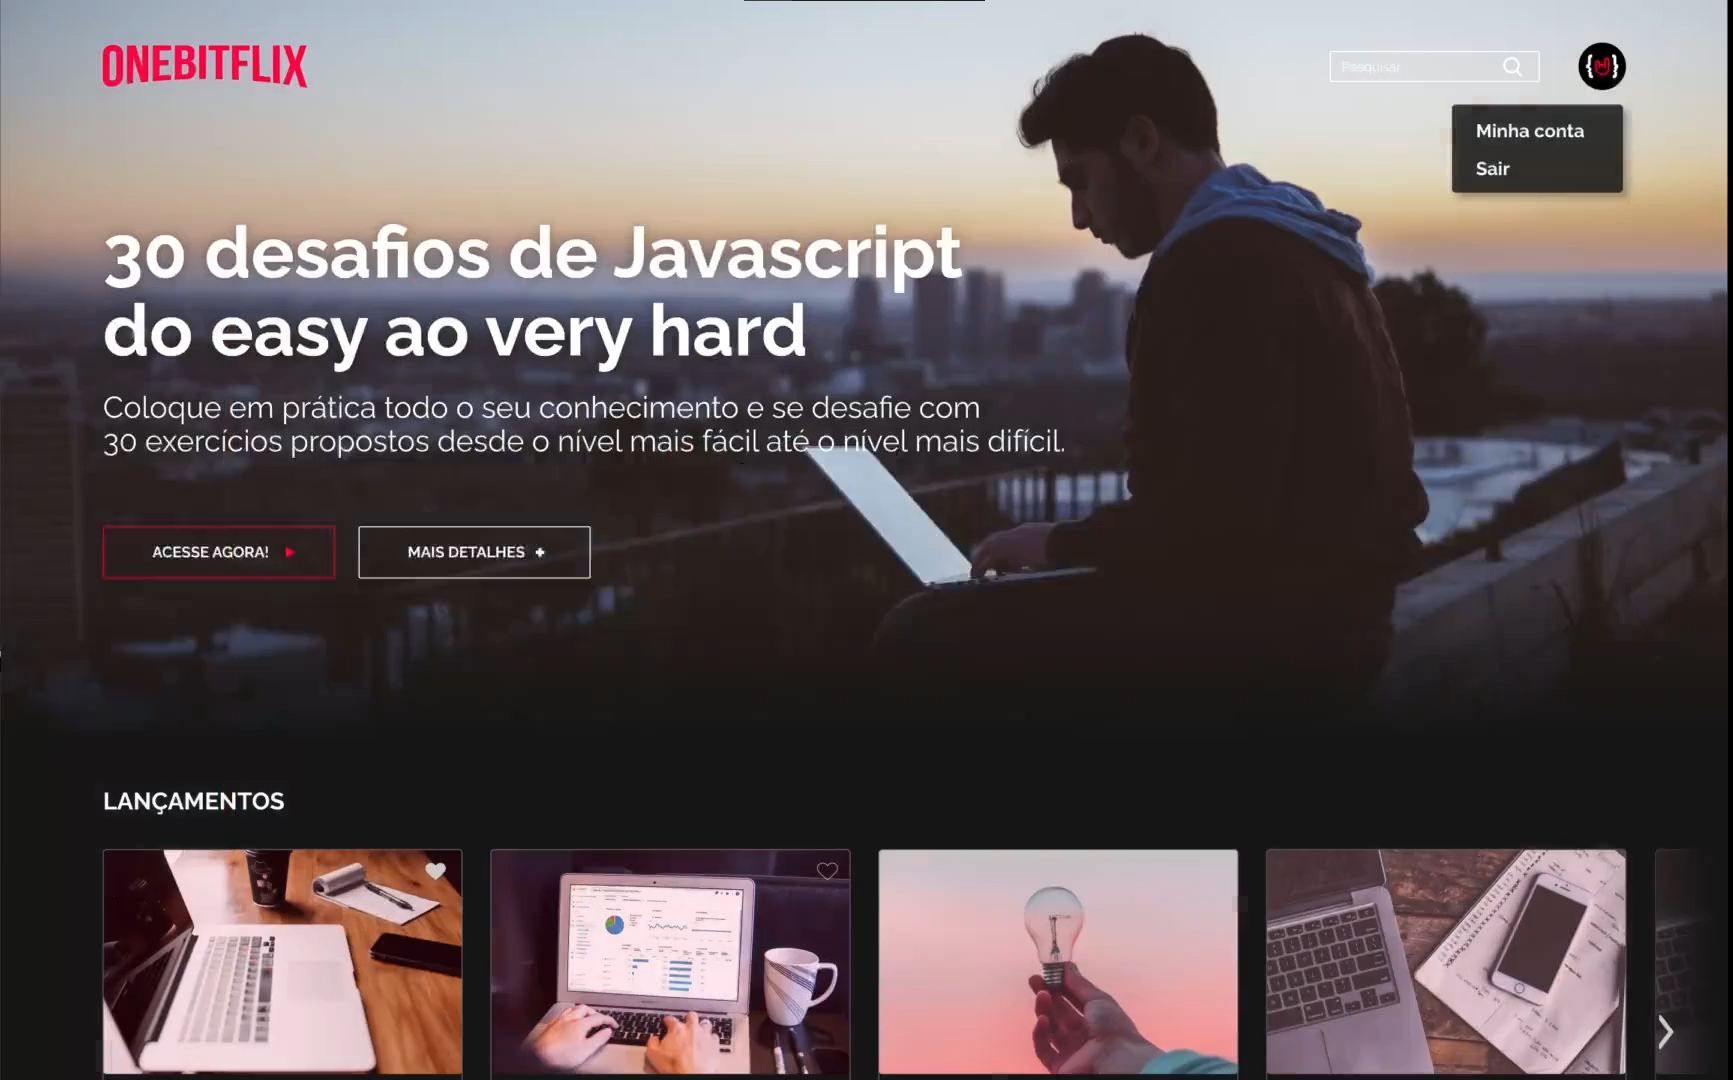 ONEBITFLIX
Pesquisar
Minha conta
Sair
30 desafios de Javascript
do easy ao very hard
Coloque em prática todo o seu conhecimento e se desafie com
30 exercícios propostos desde o nível mais fácil até o nível mais difícil.
ACESSE AGORA!
MAIS DETALHES +
LANÇAMENTOS